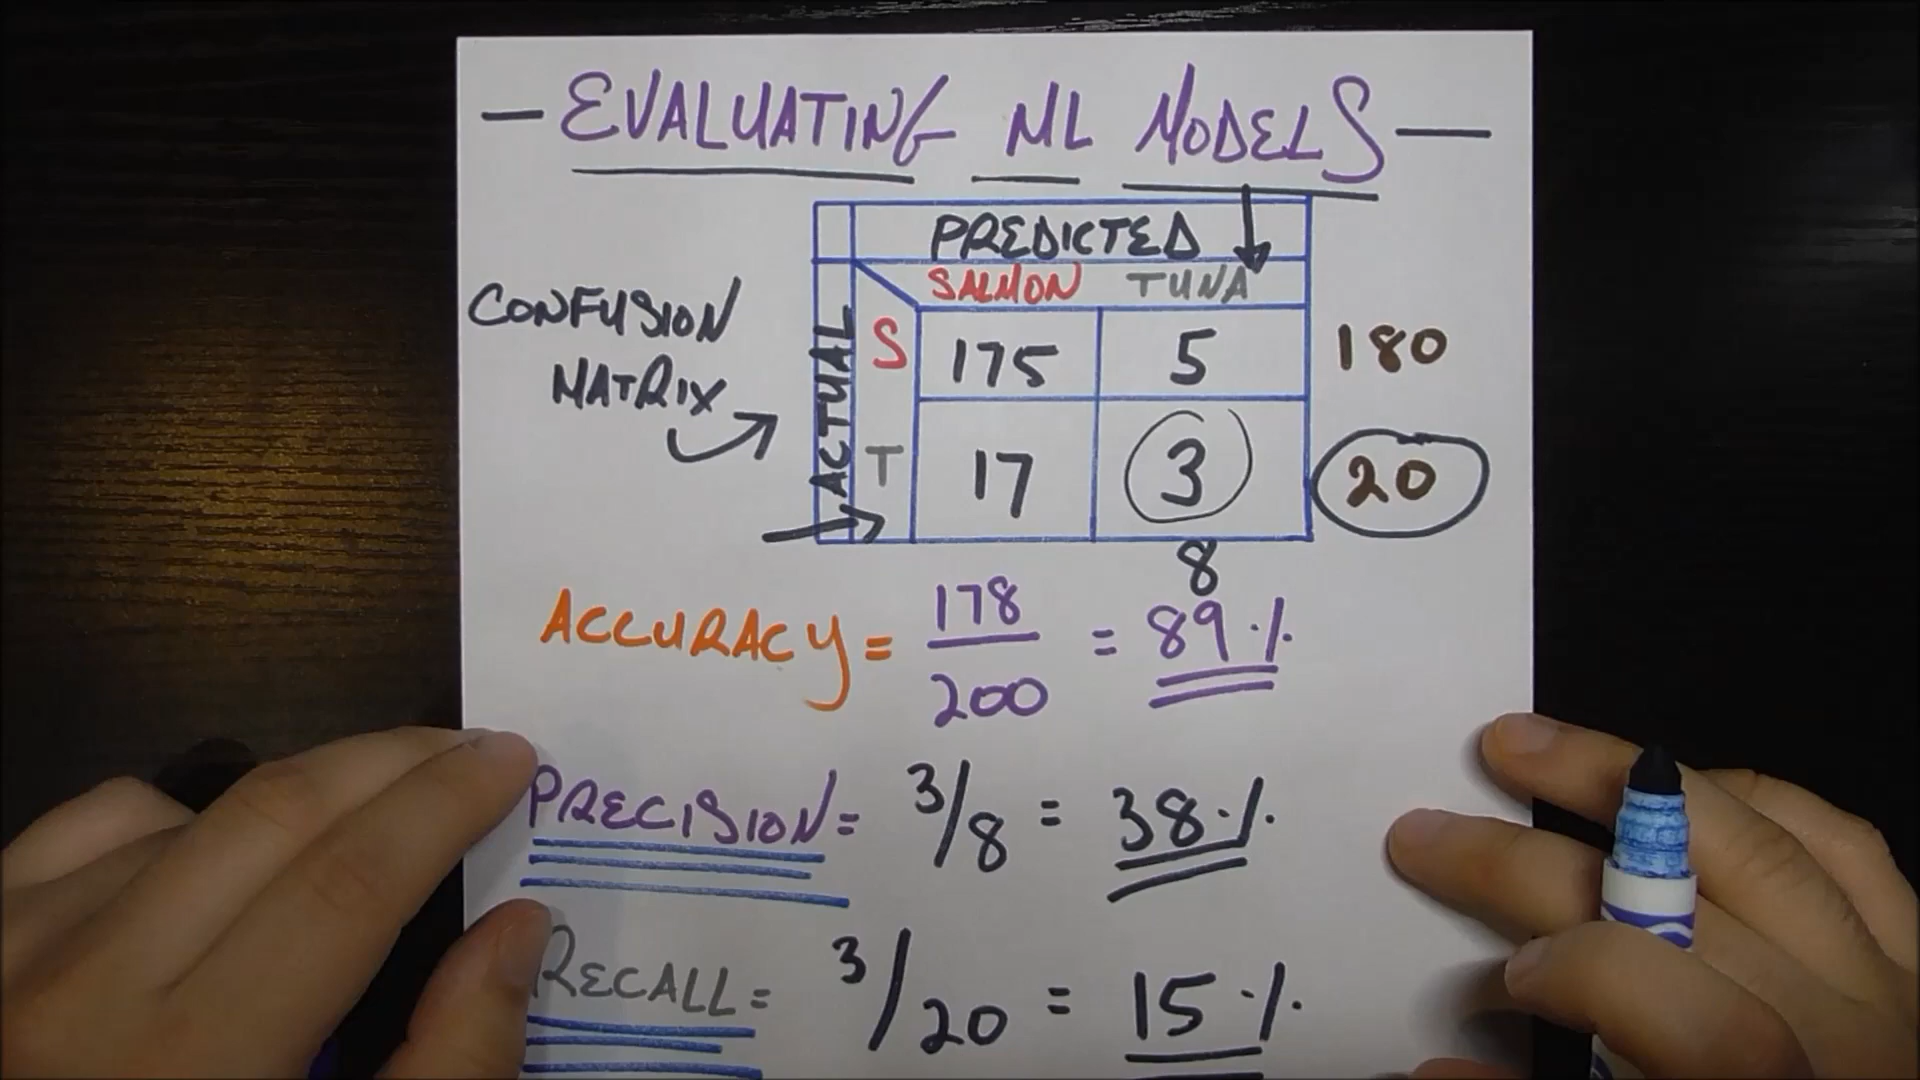 — EVALUATING ML MODELS —
PREDICTED
SALMON TUNA
CONFUSION
MATRIX
ACTUAL
S 175 5 180
T 17 3 20
8
ACCURACY = 178/200 = 89%
PRECISION = 3/8 = 38%
RECALL = 3/20 = 15%